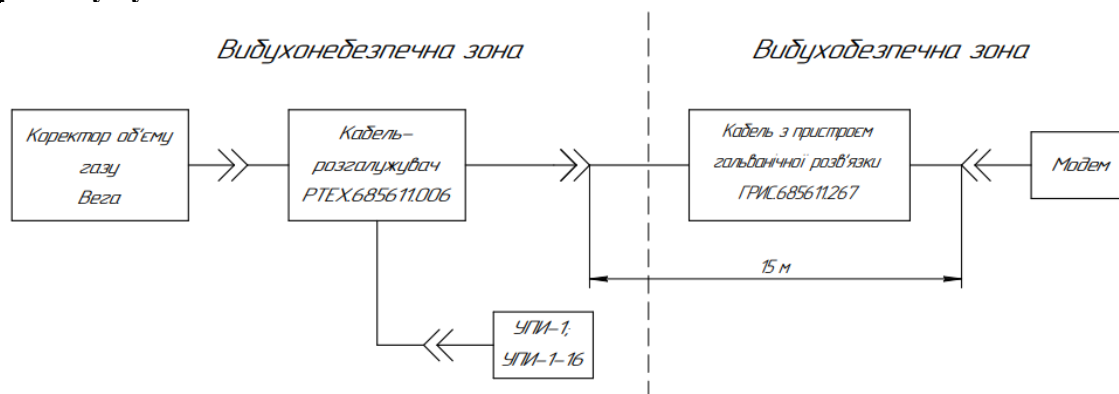 Вибухонебезпечна зона
Вибухобезпечна зона
Коректор об'єму
газу
Вега
Кабель-
розгалужувач
РТЕХ.685611.006
Кабель з пристроєм
гальванічної розв'язки
ГРИС.685611.267
Модем
15 м
УПИ-1;
УПИ-1-16